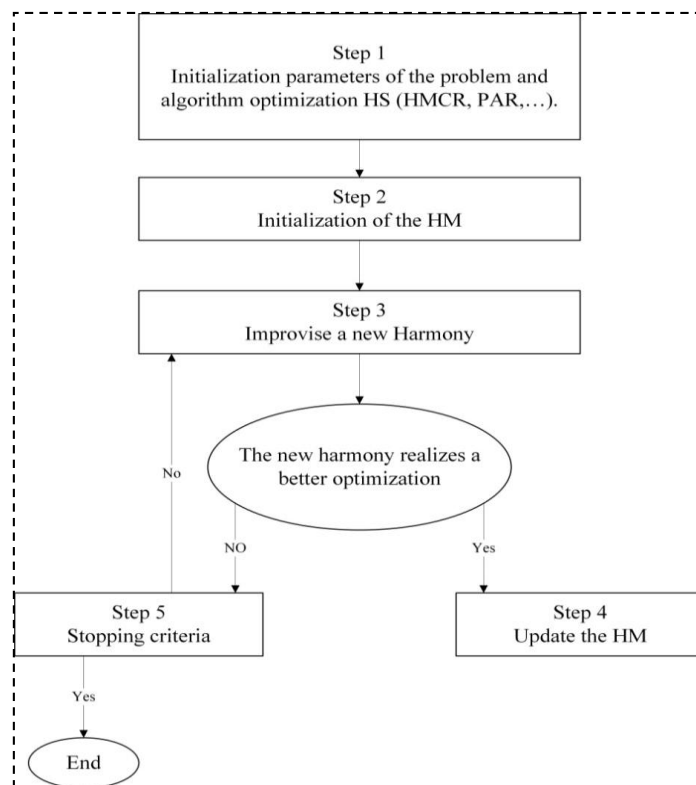 Step 1
Initialization parameters of the problem and
algorithm optimization HS (HMCR, PAR,…).
Step 2
Initialization of the HM
Step 3
Improvise a new Harmony
The new harmony realizes a
better optimization
No
NO
Yes
Step 5
Stopping criteria
Step 4
Update the HM
Yes
End